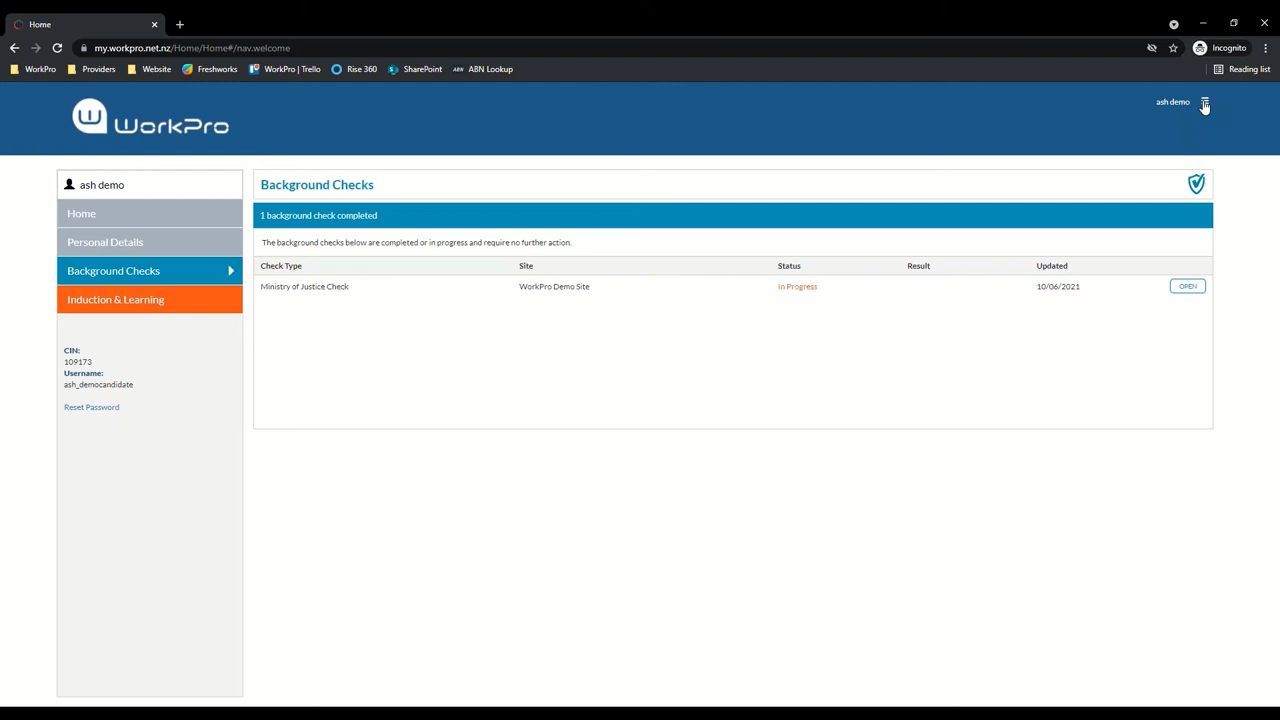 Home
my.workpro.net.nz/Home/Home#/nav.welcome
Incognito
WorkPro
Providers
Website
Freshworks
WorkPro | Trello
Rise 360
SharePoint
ABN ABN Lookup
Reading list
W WorkPro
ash demo
ash demo
Home
Personal Details
Background Checks
Induction & Learning
CIN:
109173
Username:
ash_democandidate
Reset Password
Background Checks
1 background check completed
The background checks below are completed or in progress and require no further action.
Check Type Site Status Result Updated
Ministry of Justice Check WorkPro Demo Site In Progress 10/06/2021 OPEN